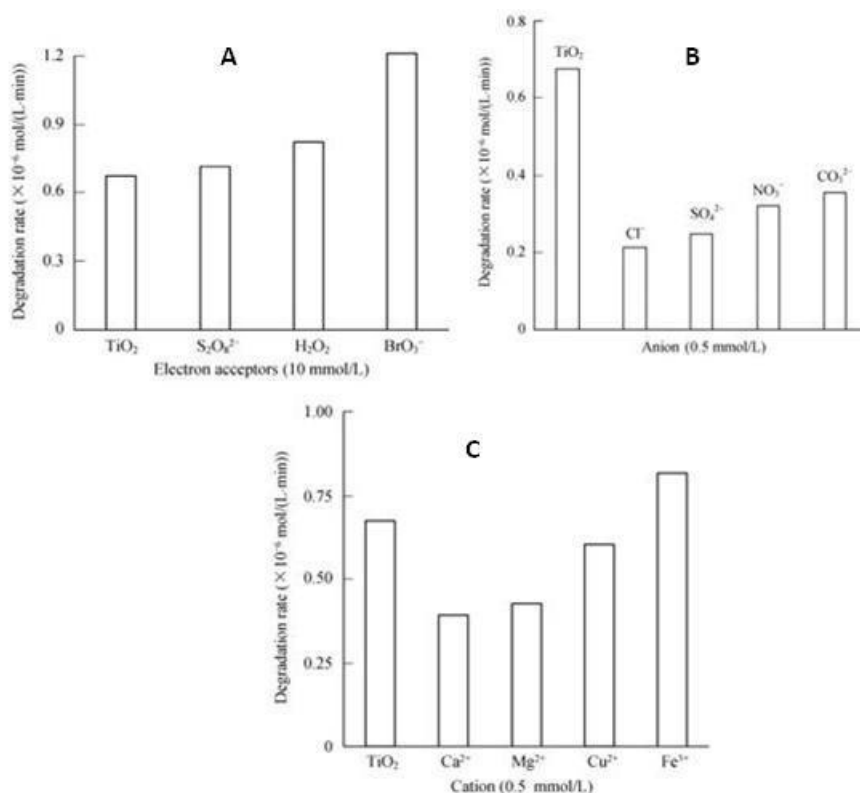 A
Degradation rate (×10⁻⁶ mol/(L·min))
1.2
0.9
0.6
0.3
0
TiO₂ S₂O₈²⁻ H₂O₂ BrO₃⁻
Electron acceptors (10 mmol/L)
B
Degradation rate (×10⁻⁶ mol/(L·min))
0.8
0.6
0.4
0.2
0
TiO₂
Cl⁻
SO₄²⁻
NO₃⁻
CO₃²⁻
Anion (0.5 mmol/L)
C
Degradation rate (×10⁻⁶ mol/(L·min))
1.00
0.75
0.50
0.25
0
TiO₂ Ca²⁺ Mg²⁺ Cu²⁺ Fe³⁺
Cation (0.5 mmol/L)